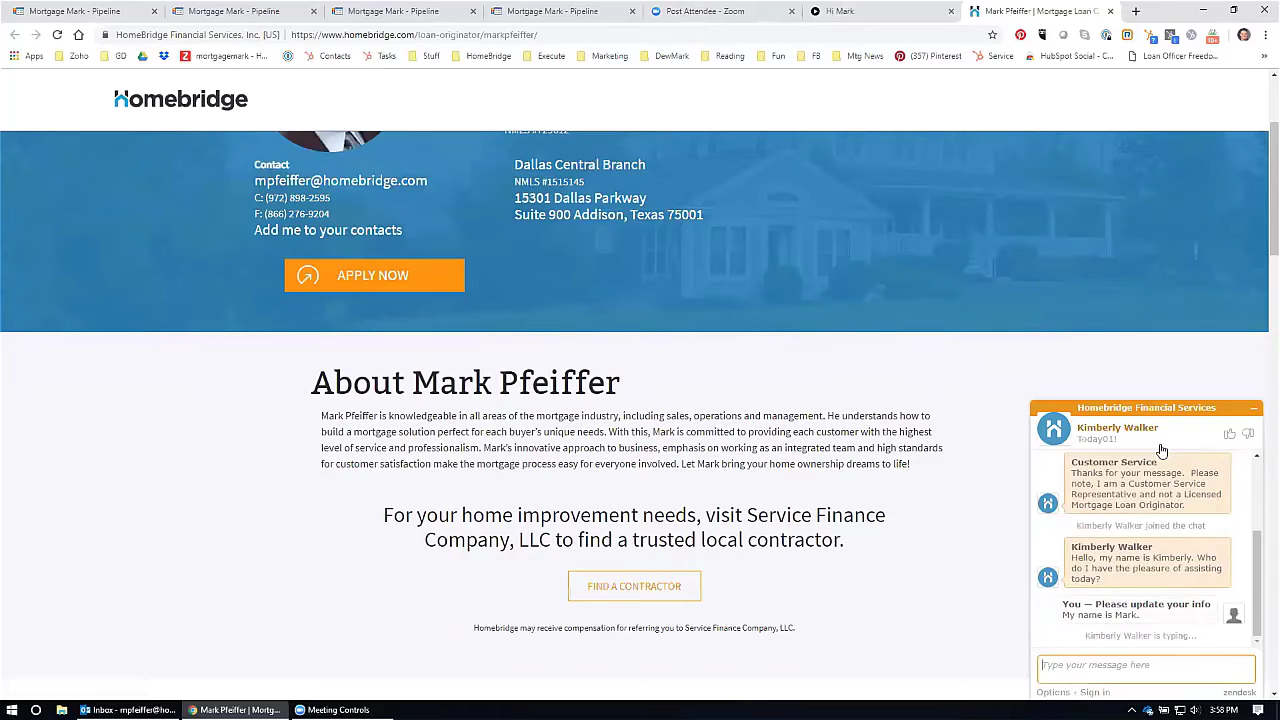 Mortgage Mark - Pipeline
Mortgage Mark - Pipeline
Mortgage Mark - Pipeline
Mortgage Mark - Pipeline
Post Attendee - Zoom
Hi Mark
Mark Pfeiffer | Mortgage Loan C
HomeBridge Financial Services, Inc. [US] | https://www.homebridge.com/loan-originator/markpfeiffer/
Apps Zoho GD mortgagemark - H... Contacts Tasks Stuff HomeBridge Execute Marketing DewMark Reading Fun FB Mtg News (357) Pinterest Service HubSpot Social - C... Loan Officer Freedo...
Homebridge
Contact
mpfeiffer@homebridge.com
C: (972) 898-2595
F: (866) 276-9204
Add me to your contacts
Dallas Central Branch
NMLS #1515145
15301 Dallas Parkway
Suite 900 Addison, Texas 75001
APPLY NOW
About Mark Pfeiffer
Mark Pfeiffer is knowledgeable in all areas of the mortgage industry, including sales, operations and management. He understands how to
build a mortgage solution perfect for each buyer's unique needs. With this, Mark is committed to providing each customer with the highest
level of service and professionalism. Mark's innovative approach to business, emphasis on working as an integrated team and high standards
for customer satisfaction make the mortgage process easy for everyone involved. Let Mark bring your home ownership dreams to life!
For your home improvement needs, visit Service Finance
Company, LLC to find a trusted local contractor.
FIND A CONTRACTOR
Homebridge may receive compensation for referring you to Service Finance Company, LLC.
Homebridge Financial Services
Kimberly Walker
Today01!
Customer Service
Thanks for your message. Please
note, I am a Customer Service
Representative and not a Licensed
Mortgage Loan Originator.
Kimberly Walker joined the chat
Kimberly Walker
Hello, my name is Kimberly. Who
do I have the pleasure of assisting
today?
You — Please update your info
My name is Mark.
Kimberly Walker is typing...
Type your message here
Options • Sign in
zendesk
Inbox - mpfeiffer@ho...
Mark Pfeiffer | Mortg...
Meeting Controls
3:58 PM